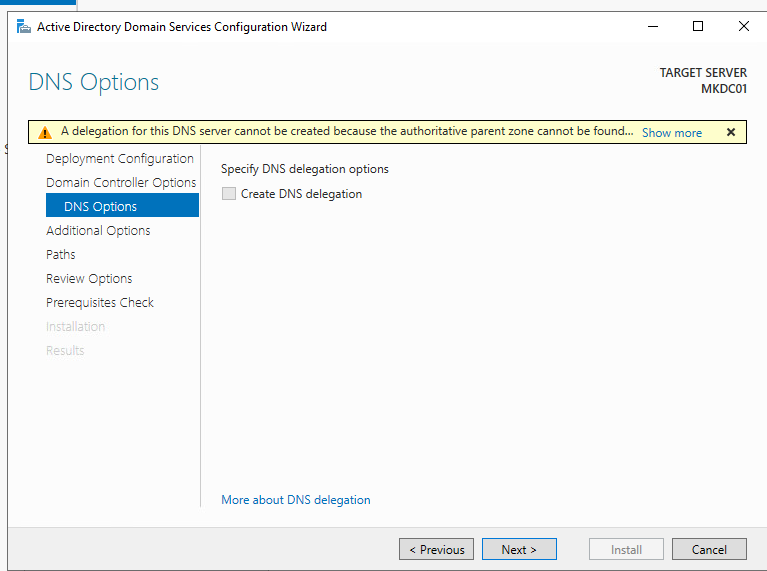 Active Directory Domain Services Configuration Wizard
DNS Options
TARGET SERVER
MKDC01
A delegation for this DNS server cannot be created because the authoritative parent zone cannot be found... Show more
Deployment Configuration
Domain Controller Options
DNS Options
Additional Options
Paths
Review Options
Prerequisites Check
Installation
Results
Specify DNS delegation options
Create DNS delegation
More about DNS delegation
< Previous
Next >
Install
Cancel